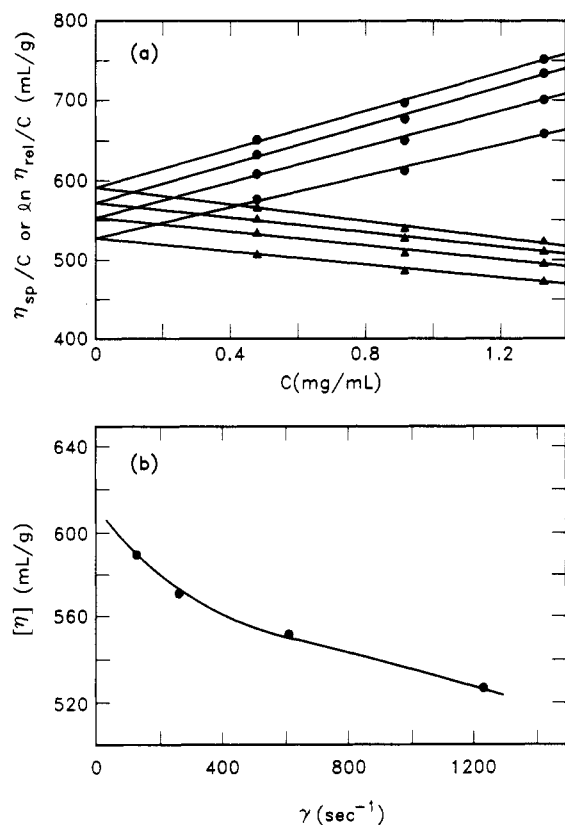 (a)
η_sp/C or ln η_rel/C (mL/g)
800
700
600
500
400
0
0.4
0.8
1.2
C(mg/mL)
(b)
[η] (mL/g)
640
600
560
520
0
400
800
1200
γ (sec⁻¹)